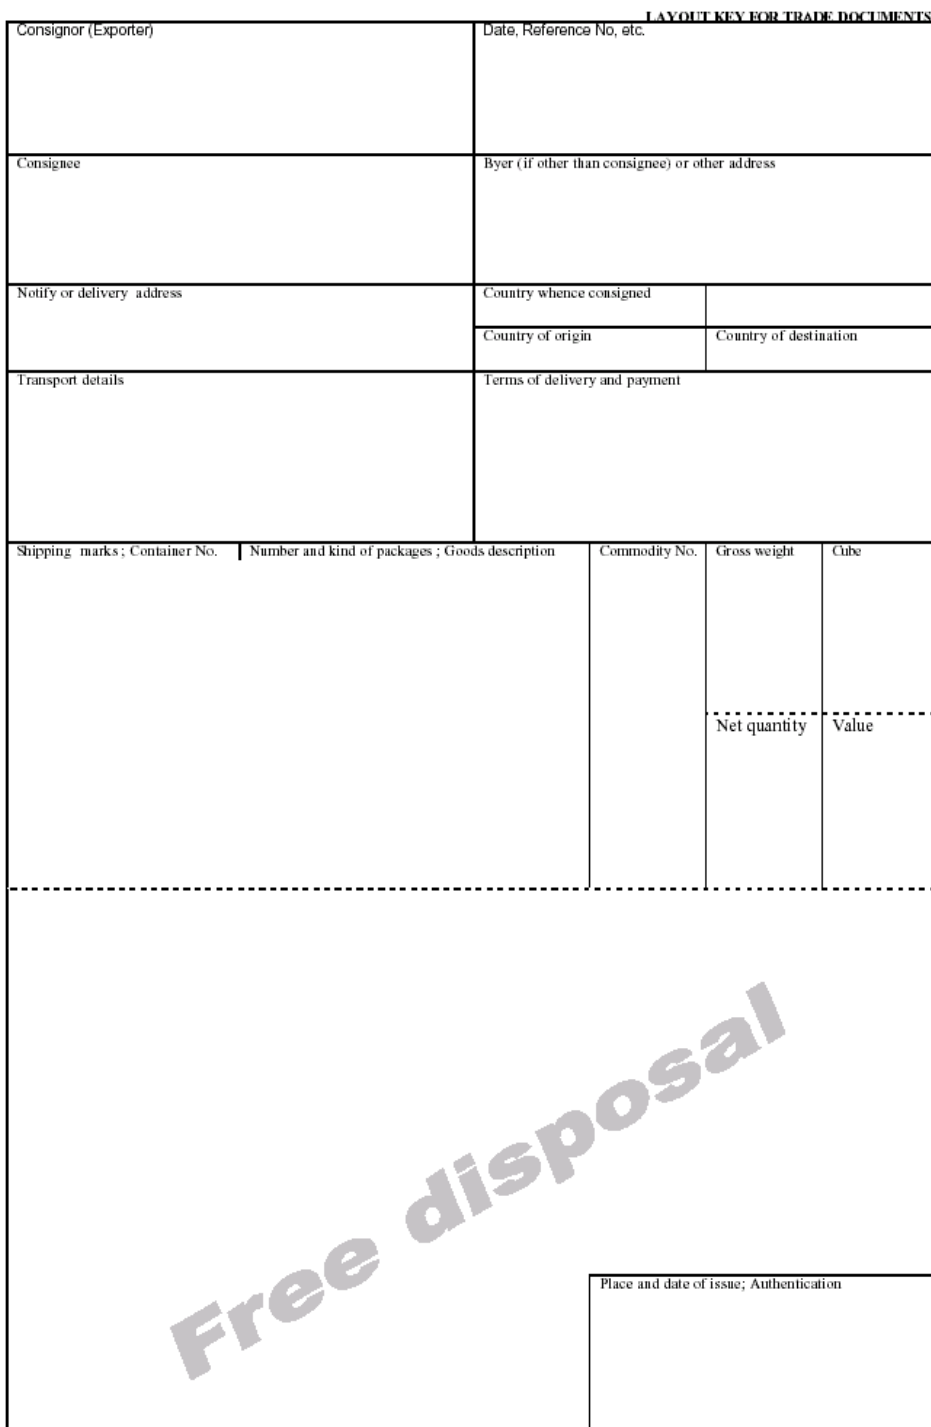 LAYOUT KEY FOR TRADE DOCUMENTS
Consignor (Exporter)
Date, Reference No, etc.
Consignee
Byer (if other than consignee) or other address
Notify or delivery address
Country whence consigned
Country of origin
Country of destination
Transport details
Terms of delivery and payment
Shipping marks ; Container No.
Number and kind of packages ; Goods description
Commodity No.
Gross weight
Cube
Net quantity
Value
Free disposal
Place and date of issue; Authentication